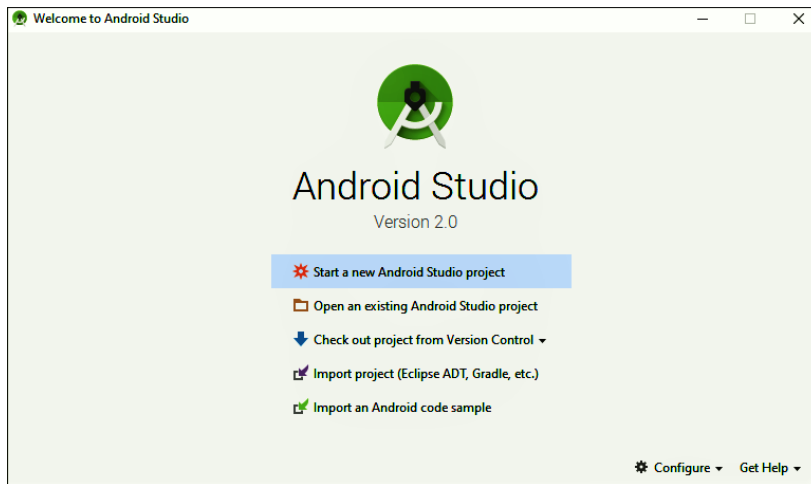 Welcome to Android Studio
Android Studio
Version 2.0
Start a new Android Studio project
Open an existing Android Studio project
Check out project from Version Control
Import project (Eclipse ADT, Gradle, etc.)
Import an Android code sample
Configure Get Help